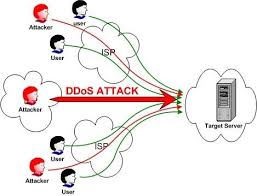 Attacker
User
ISP
User
DDoS ATTACK
Attacker
Target Server
User
ISP
Attacker
User